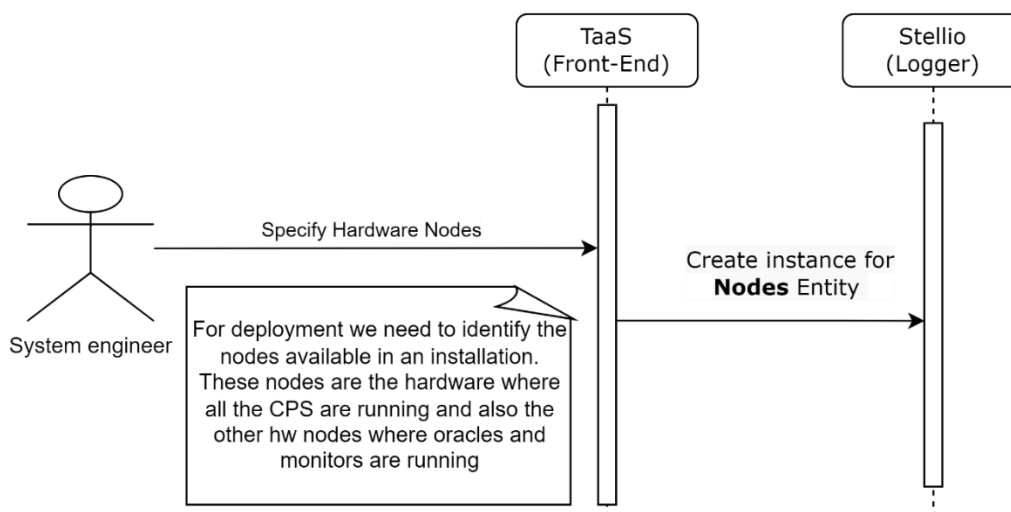 TaaS
(Front-End)
Stellio
(Logger)
Specify Hardware Nodes
Create instance for
Nodes Entity
System engineer
For deployment we need to identify the
nodes available in an installation.
These nodes are the hardware where
all the CPS are running and also the
other hw nodes where oracles and
monitors are running